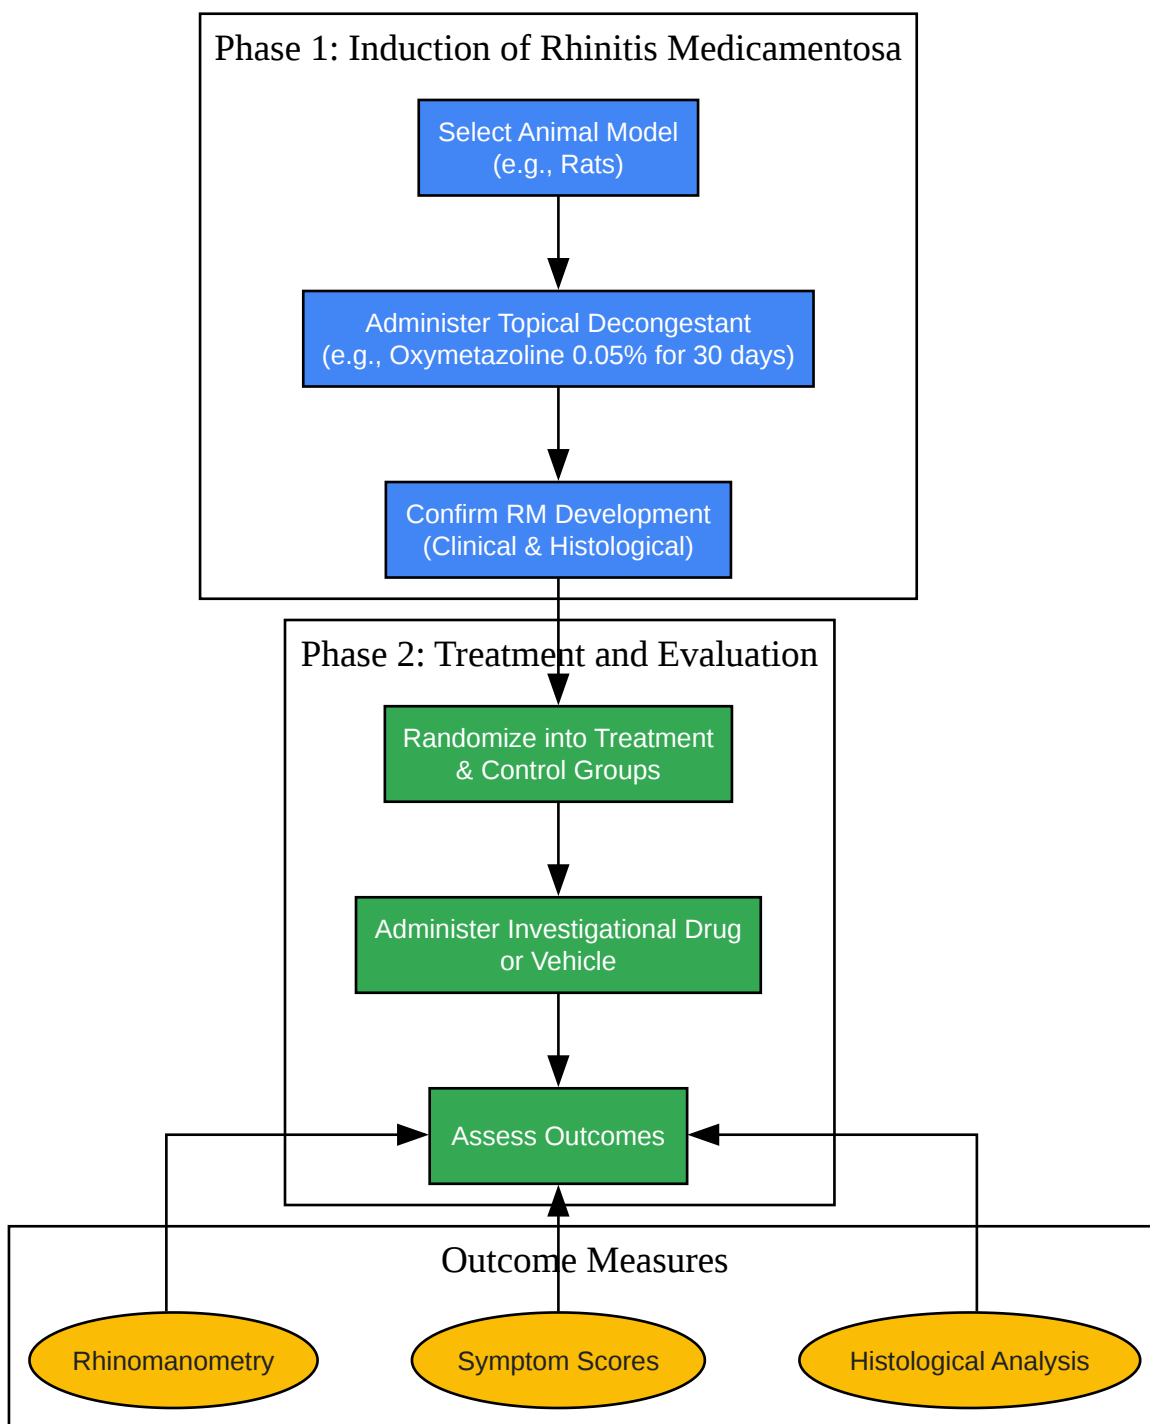 Phase 1: Induction of Rhinitis Medicamentosa
Select Animal Model
(e.g., Rats)
Administer Topical Decongestant
(e.g., Oxymetazoline 0.05% for 30 days)
Confirm RM Development
(Clinical & Histological)
Phase 2: Treatment and Evaluation
Randomize into Treatment
& Control Groups
Administer Investigational Drug
or Vehicle
Assess Outcomes
Outcome Measures
Rhinomanometry
Symptom Scores
Histological Analysis